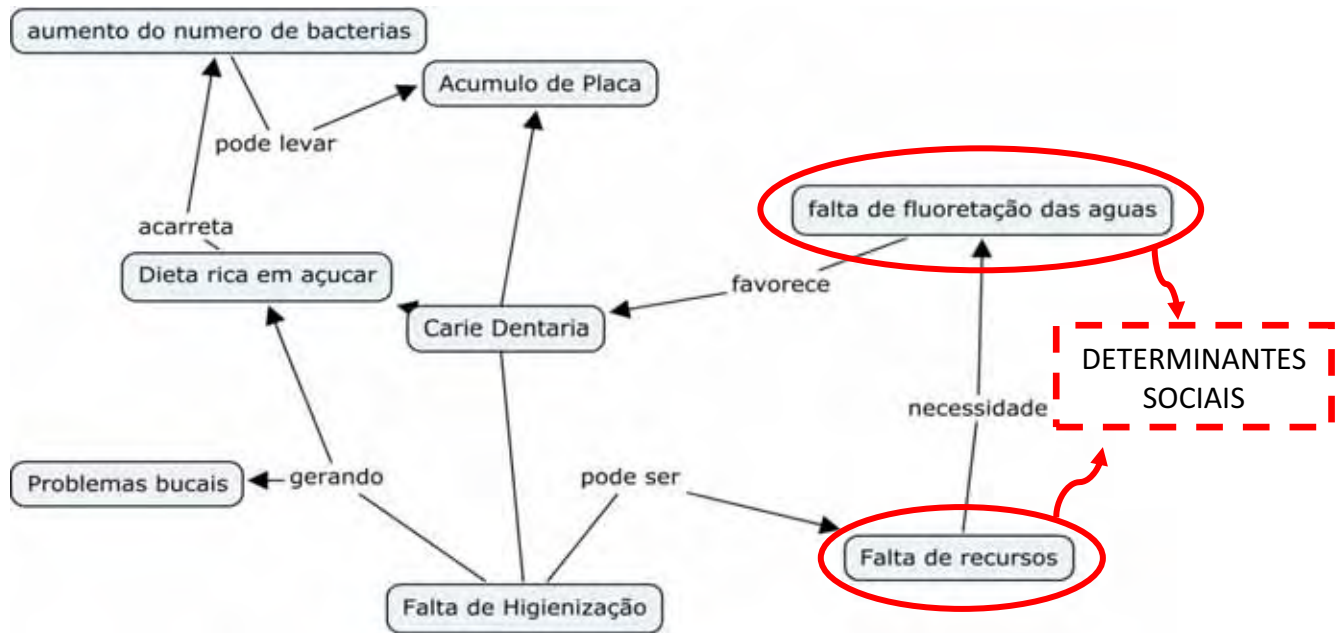 aumento do numero de bacterias
Acumulo de Placa
pode levar
falta de fluoretação das aguas
acarreta
Dieta rica em açucar
favorece
Carie Dentaria
DETERMINANTES
SOCIAIS
necessidade
Problemas bucais
gerando
pode ser
Falta de recursos
Falta de Higienização